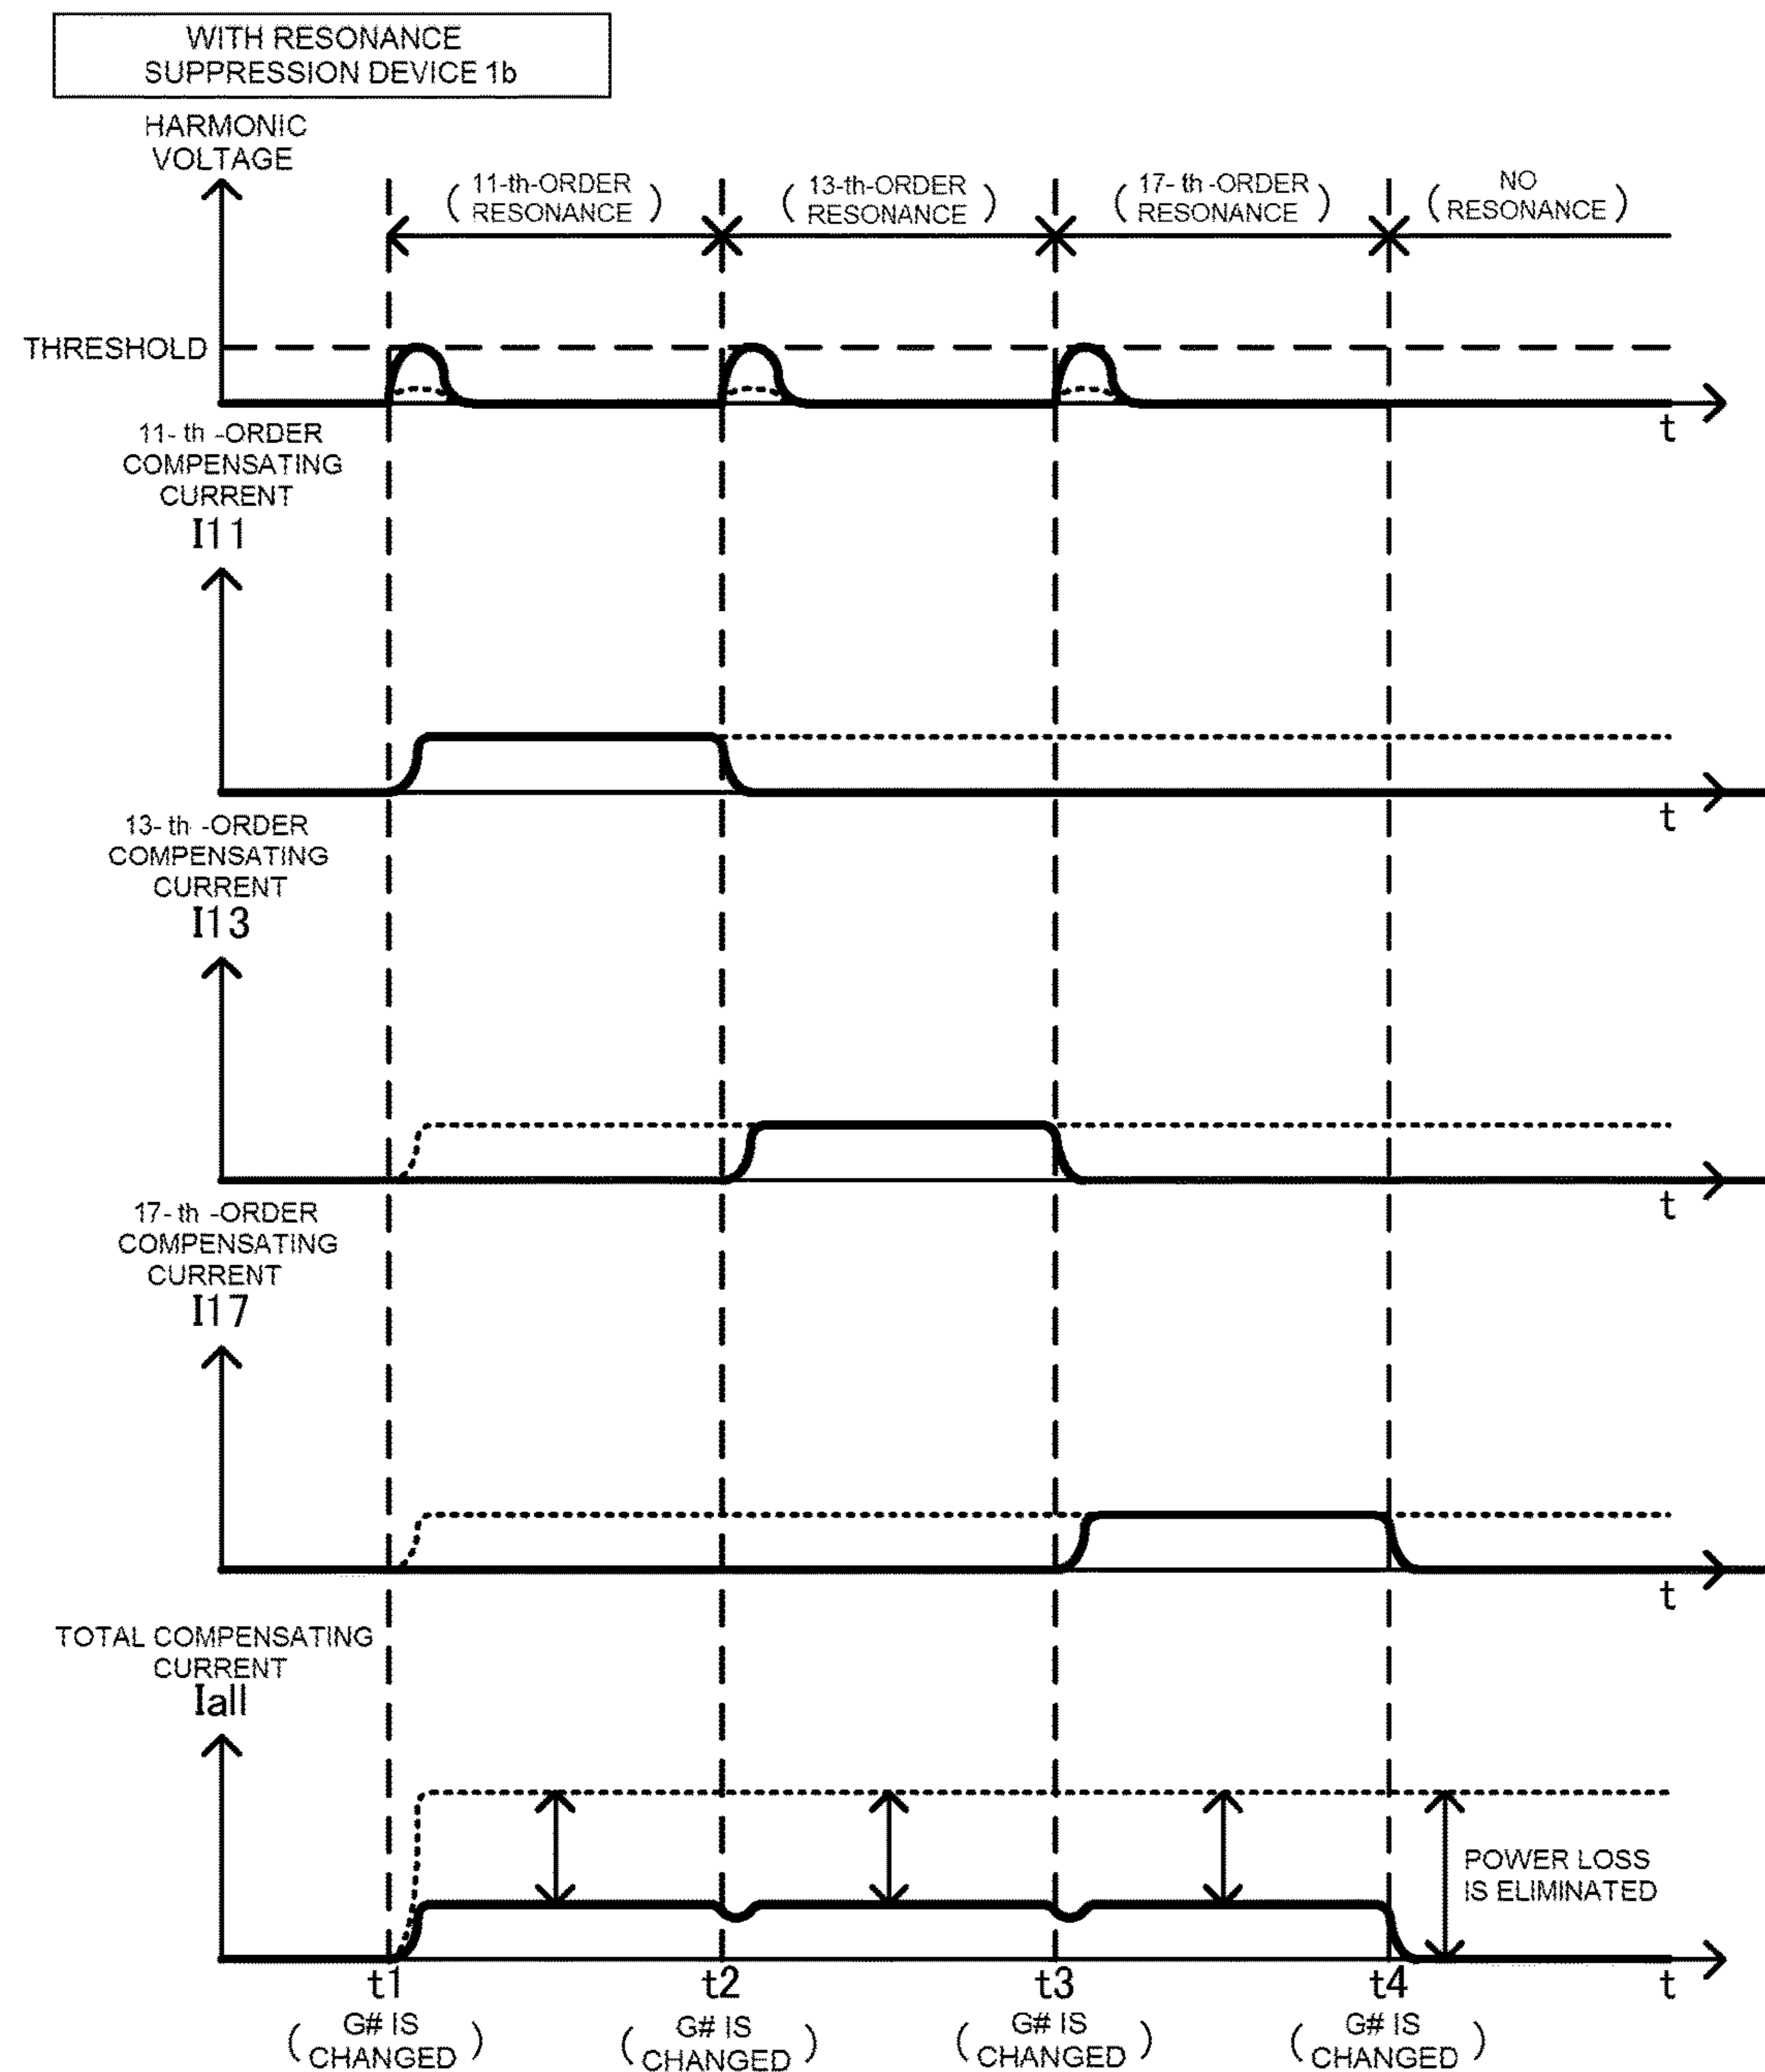 WITH RESONANCE
SUPPRESSION DEVICE 1b
HARMONIC
VOLTAGE
(11-th-ORDER
RESONANCE)
(13-th-ORDER
RESONANCE)
(17- th -ORDER
RESONANCE)
(NO
RESONANCE)
THRESHOLD
t
11- th -ORDER
COMPENSATING
CURRENT
I11
t
13- th -ORDER
COMPENSATING
CURRENT
I13
t
17- th -ORDER
COMPENSATING
CURRENT
I17
t
TOTAL COMPENSATING
CURRENT
Iall
POWER LOSS
IS ELIMINATED
t1
t2
t3
t4
t
(G# IS
CHANGED)
(G# IS
CHANGED)
(G# IS
CHANGED)
(G# IS
CHANGED)